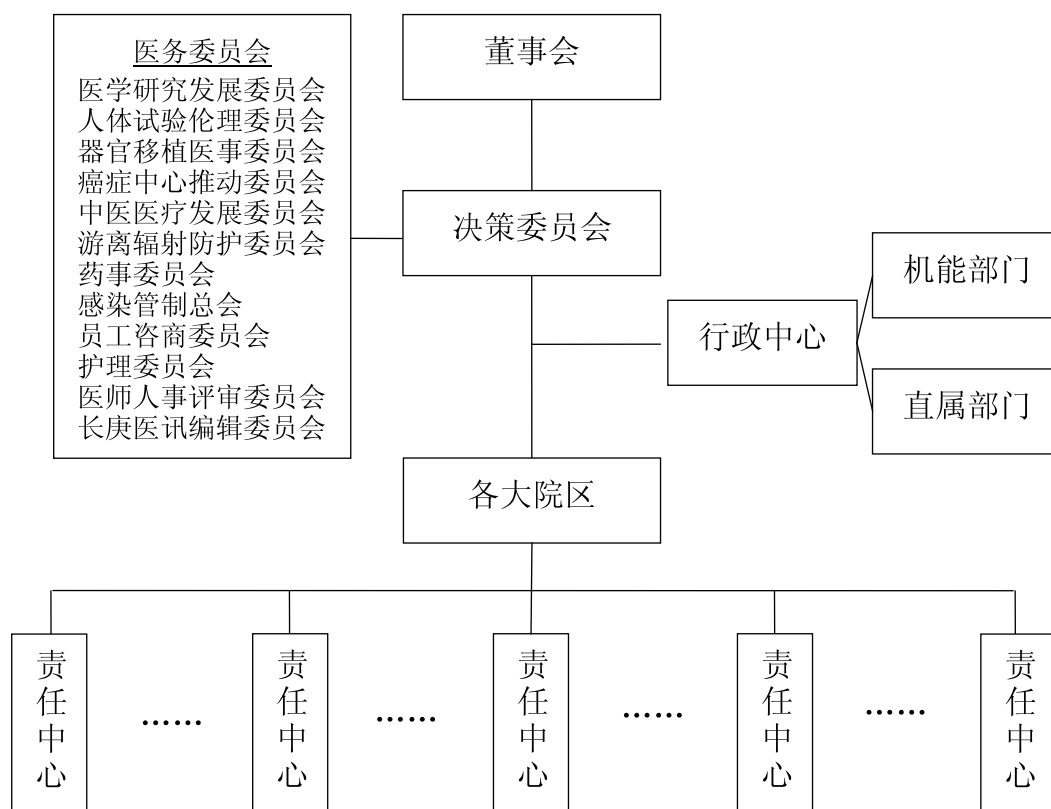 医务委员会
医学研究发展委员会
人体试验伦理委员会
器官移植医事委员会
癌症中心推动委员会
中医医疗发展委员会
游离辐射防护委员会
药事委员会
感染管制总会
员工咨商委员会
护理委员会
医师人事评审委员会
长庚医讯编辑委员会
董事会
决策委员会
机能部门
行政中心
直属部门
各大院区
责任中心
……
责任中心
……
责任中心
……
责任中心
……
责任中心